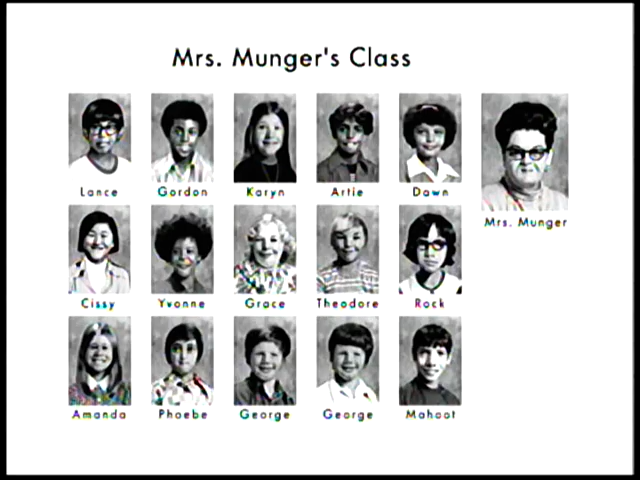 Mrs. Munger's Class
Lance Gordon Karyn Artie Dawn
Mrs. Munger
Cissy Yvonne Grace Theodore Rock
Amanda Phoebe George George Mahoot